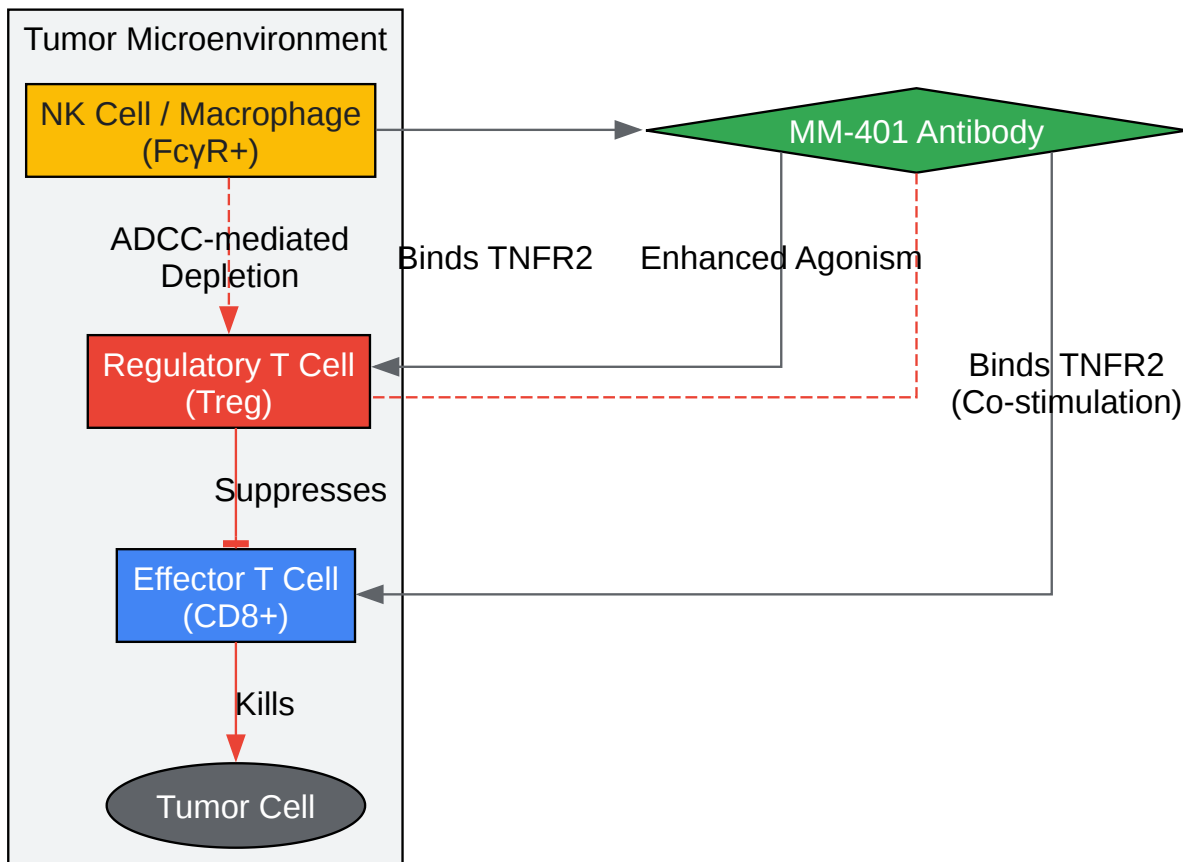 Tumor Microenvironment
NK Cell / Macrophage
(FcγR+)
MM-401 Antibody
ADCC-mediated
Depletion
Binds TNFR2
Enhanced Agonism
Regulatory T Cell
(Treg)
Binds TNFR2
(Co-stimulation)
Suppresses
Effector T Cell
(CD8+)
Kills
Tumor Cell